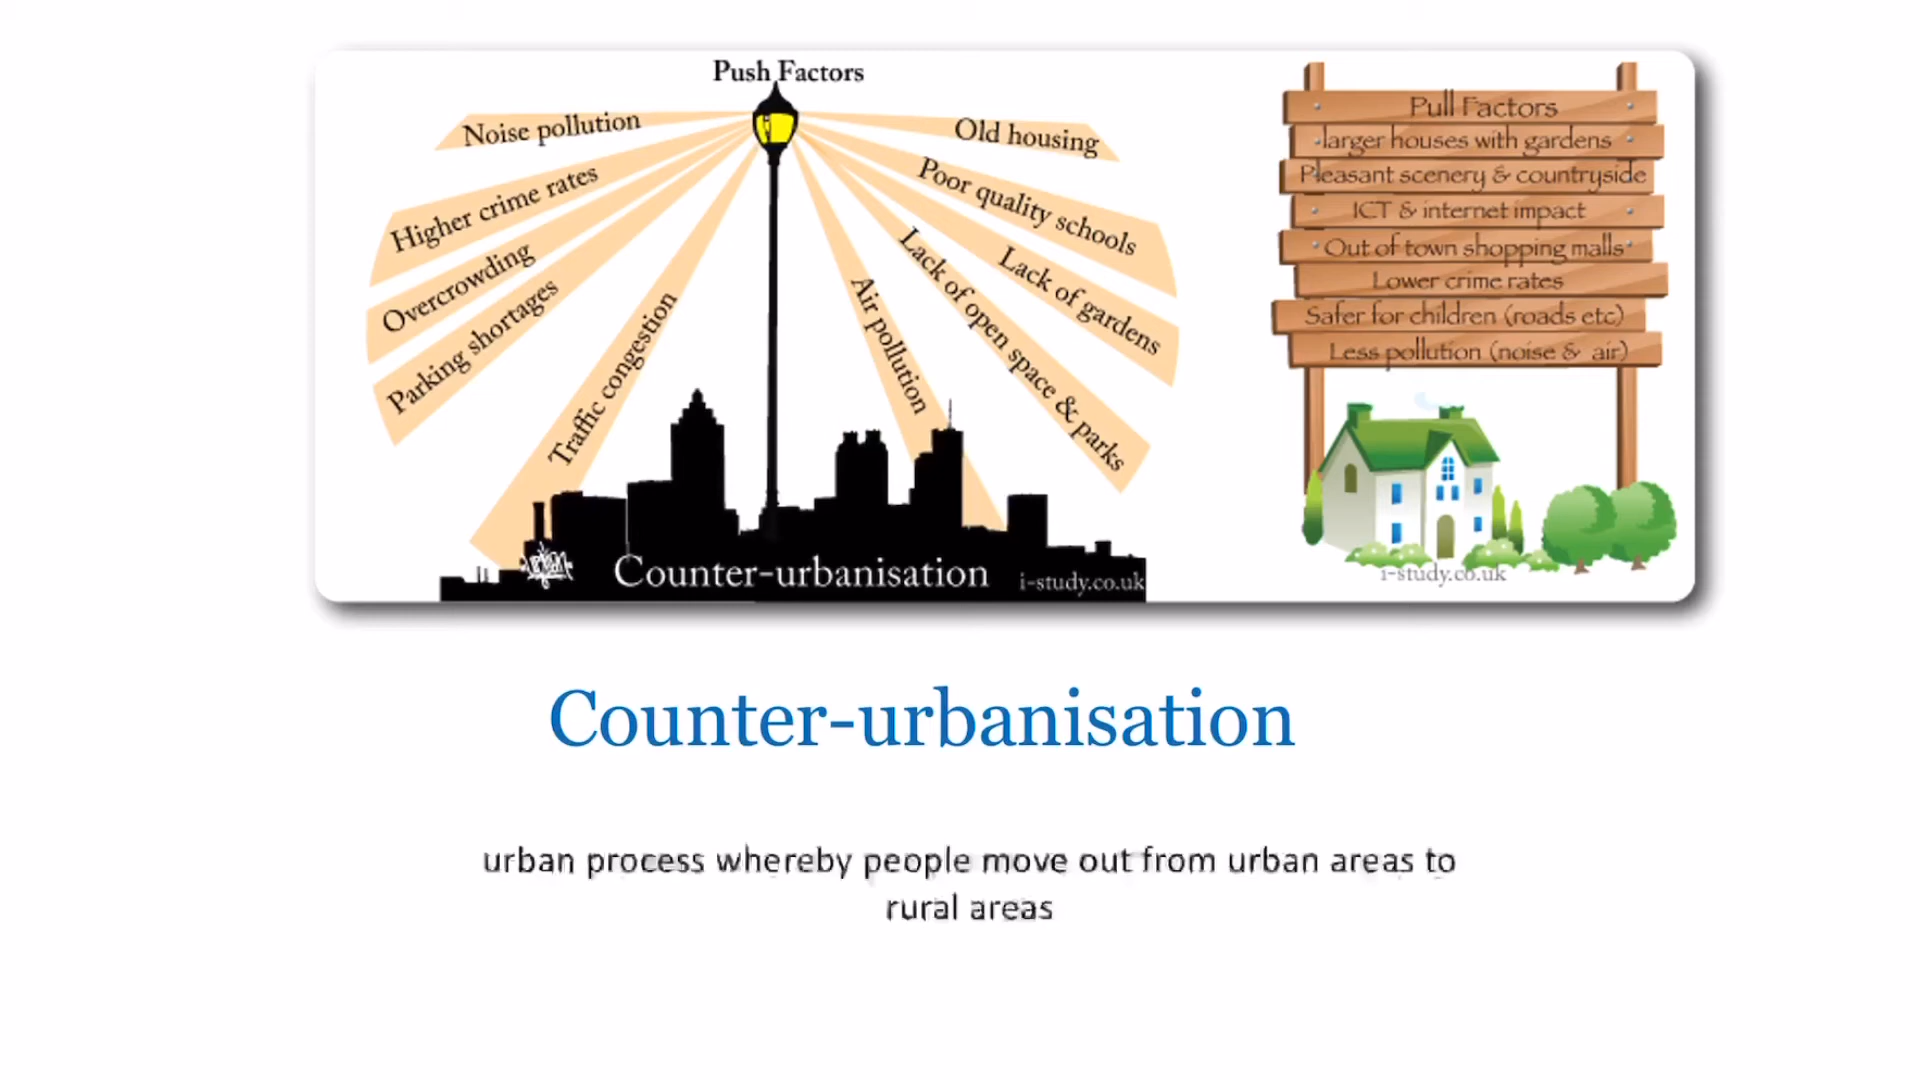 Push Factors
Noise pollution
Higher crime rates
Overcrowding
Parking shortages
Traffic congestion
Old housing
Poor quality schools
Lack of gardens
Lack of open space & parks
Air pollution
urban
Counter-urbanisation
i-study.co.uk
Pull Factors
larger houses with gardens
Pleasant scenery & countryside
ICT & internet impact
Out of town shopping malls
Lower crime rates
Safer for children (roads etc)
Less pollution (noise & air)
i-study.co.uk
Counter-urbanisation
urban process whereby people move out from urban areas to
rural areas